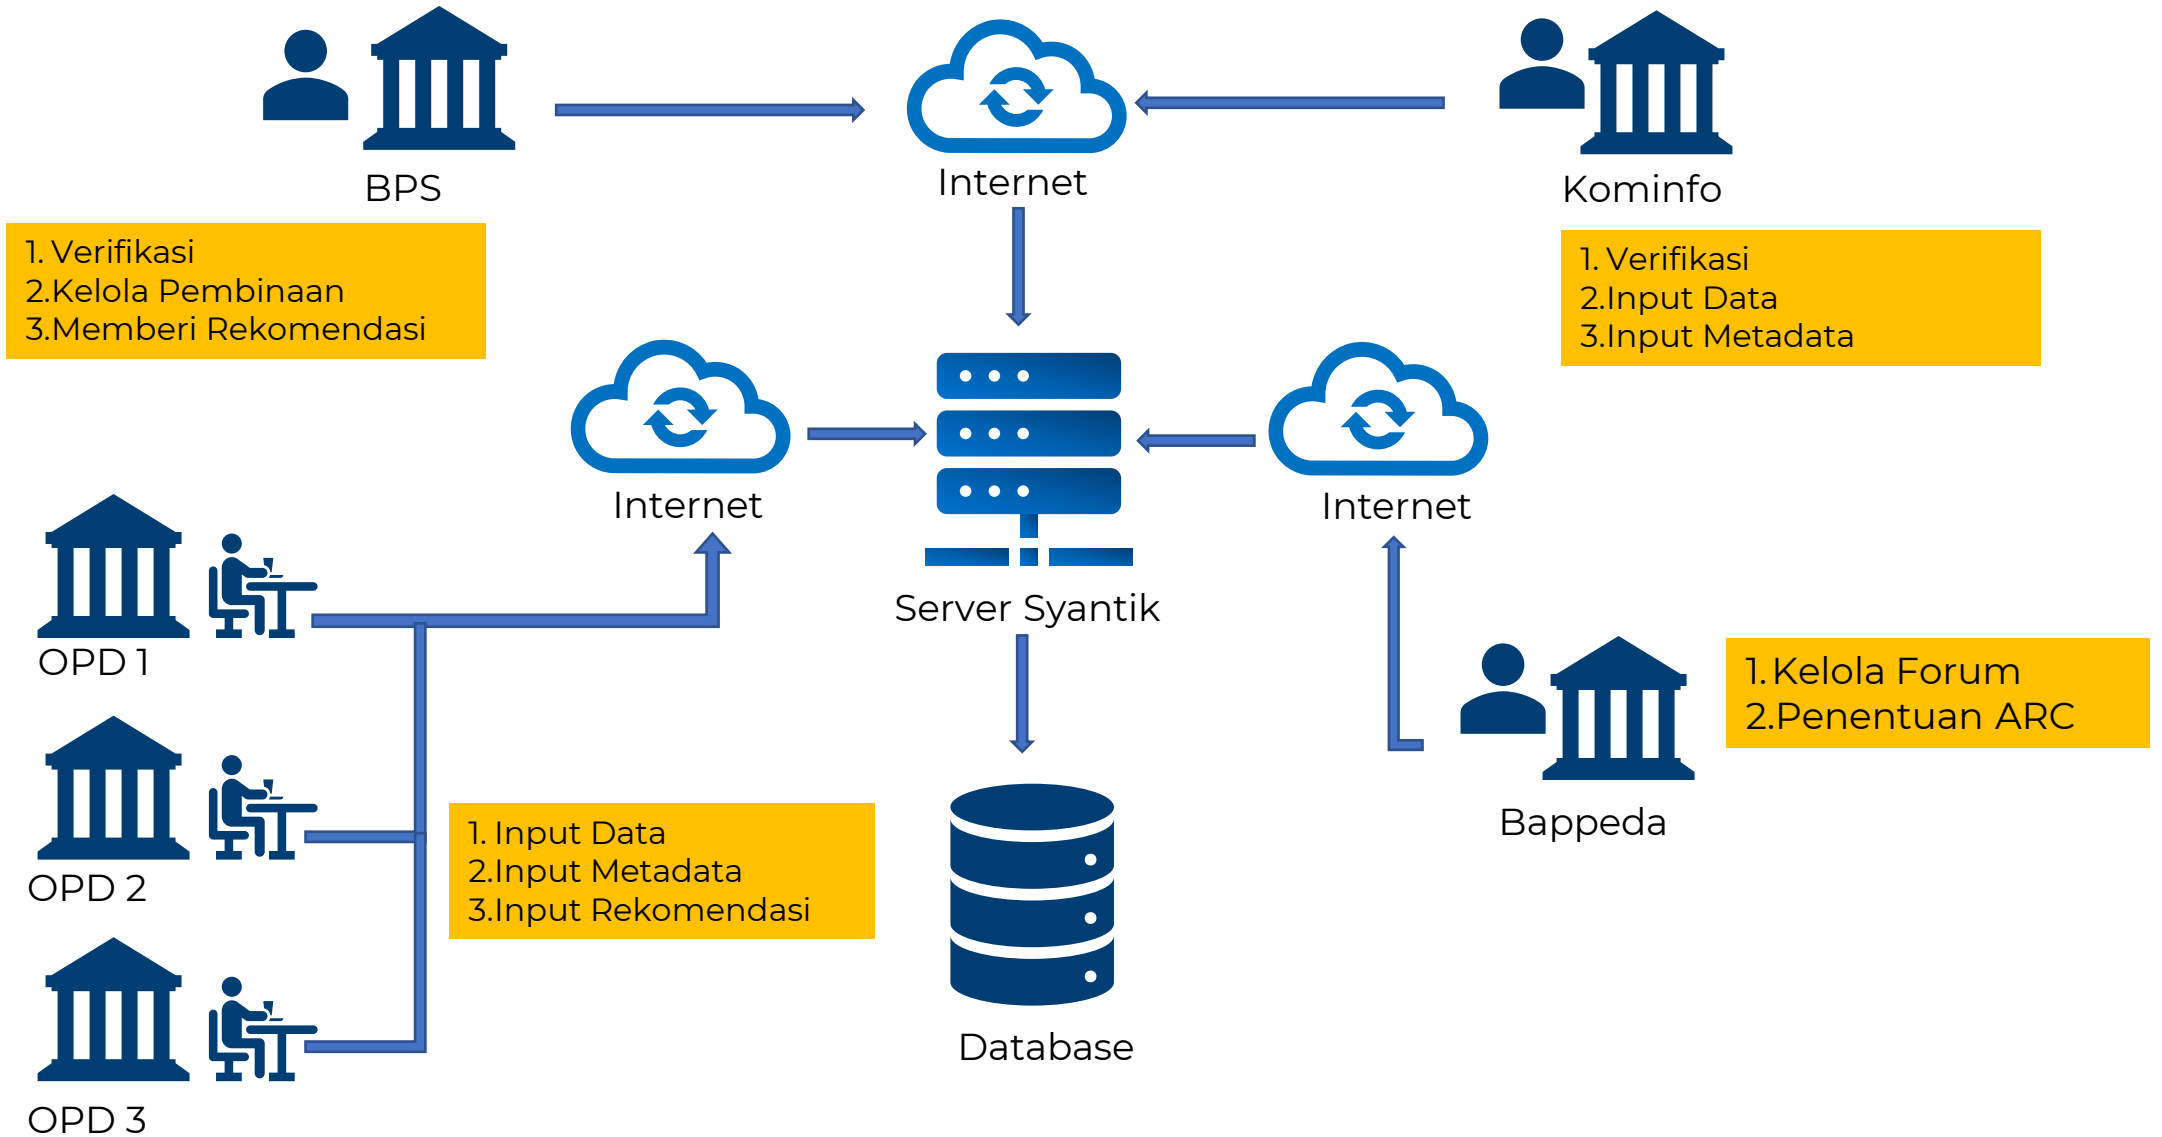 BPS
Internet
Kominfo
1. Verifikasi
2.Kelola Pembinaan
3.Memberi Rekomendasi
1. Verifikasi
2.Input Data
3.Input Metadata
Internet
Internet
Server Syantik
OPD 1
1. Kelola Forum
2.Penentuan ARC
Bappeda
OPD 2
1. Input Data
2.Input Metadata
3.Input Rekomendasi
Database
OPD 3